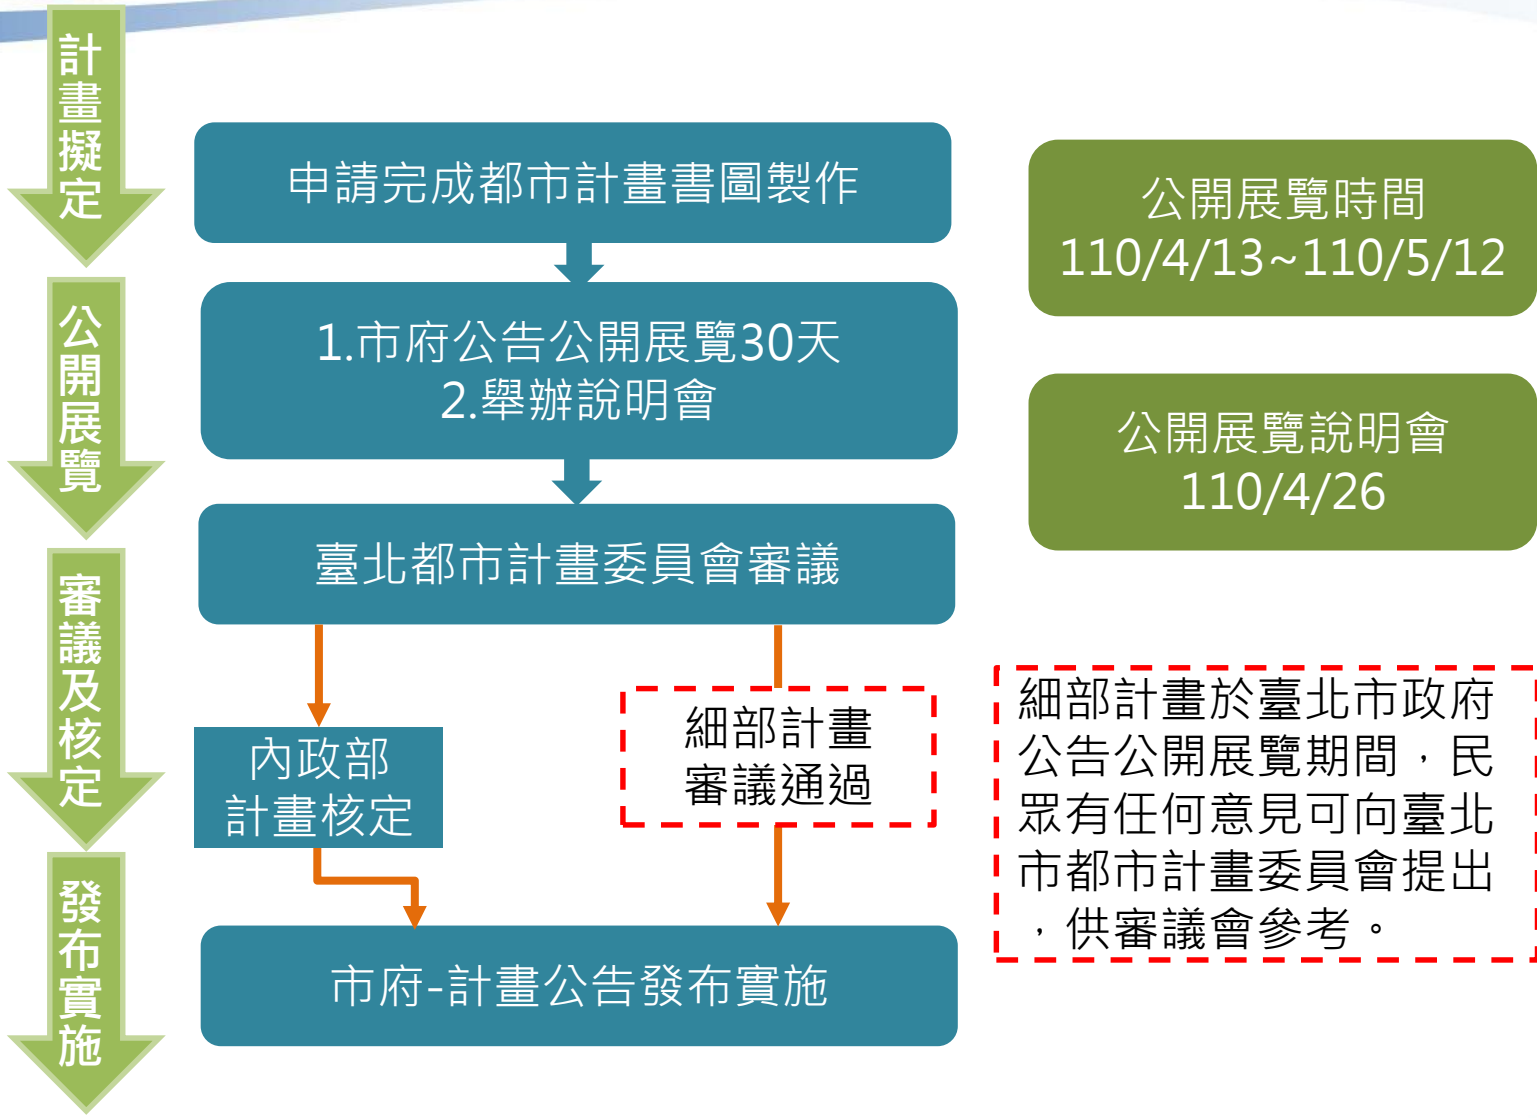 計畫擬定
申請完成都市計畫書圖製作
公開展覽時間
110/4/13~110/5/12
公開展覽
1.市府公告公開展覽30天
2.舉辦說明會
公開展覽說明會
110/4/26
審議及核定
臺北都市計畫委員會審議
內政部
計畫核定
細部計畫
審議通過
細部計畫於臺北市政府
公告公開展覽期間，民
眾有任何意見可向臺北
市都市計畫委員會提出
，供審議會參考。
發布實施
市府-計畫公告發布實施